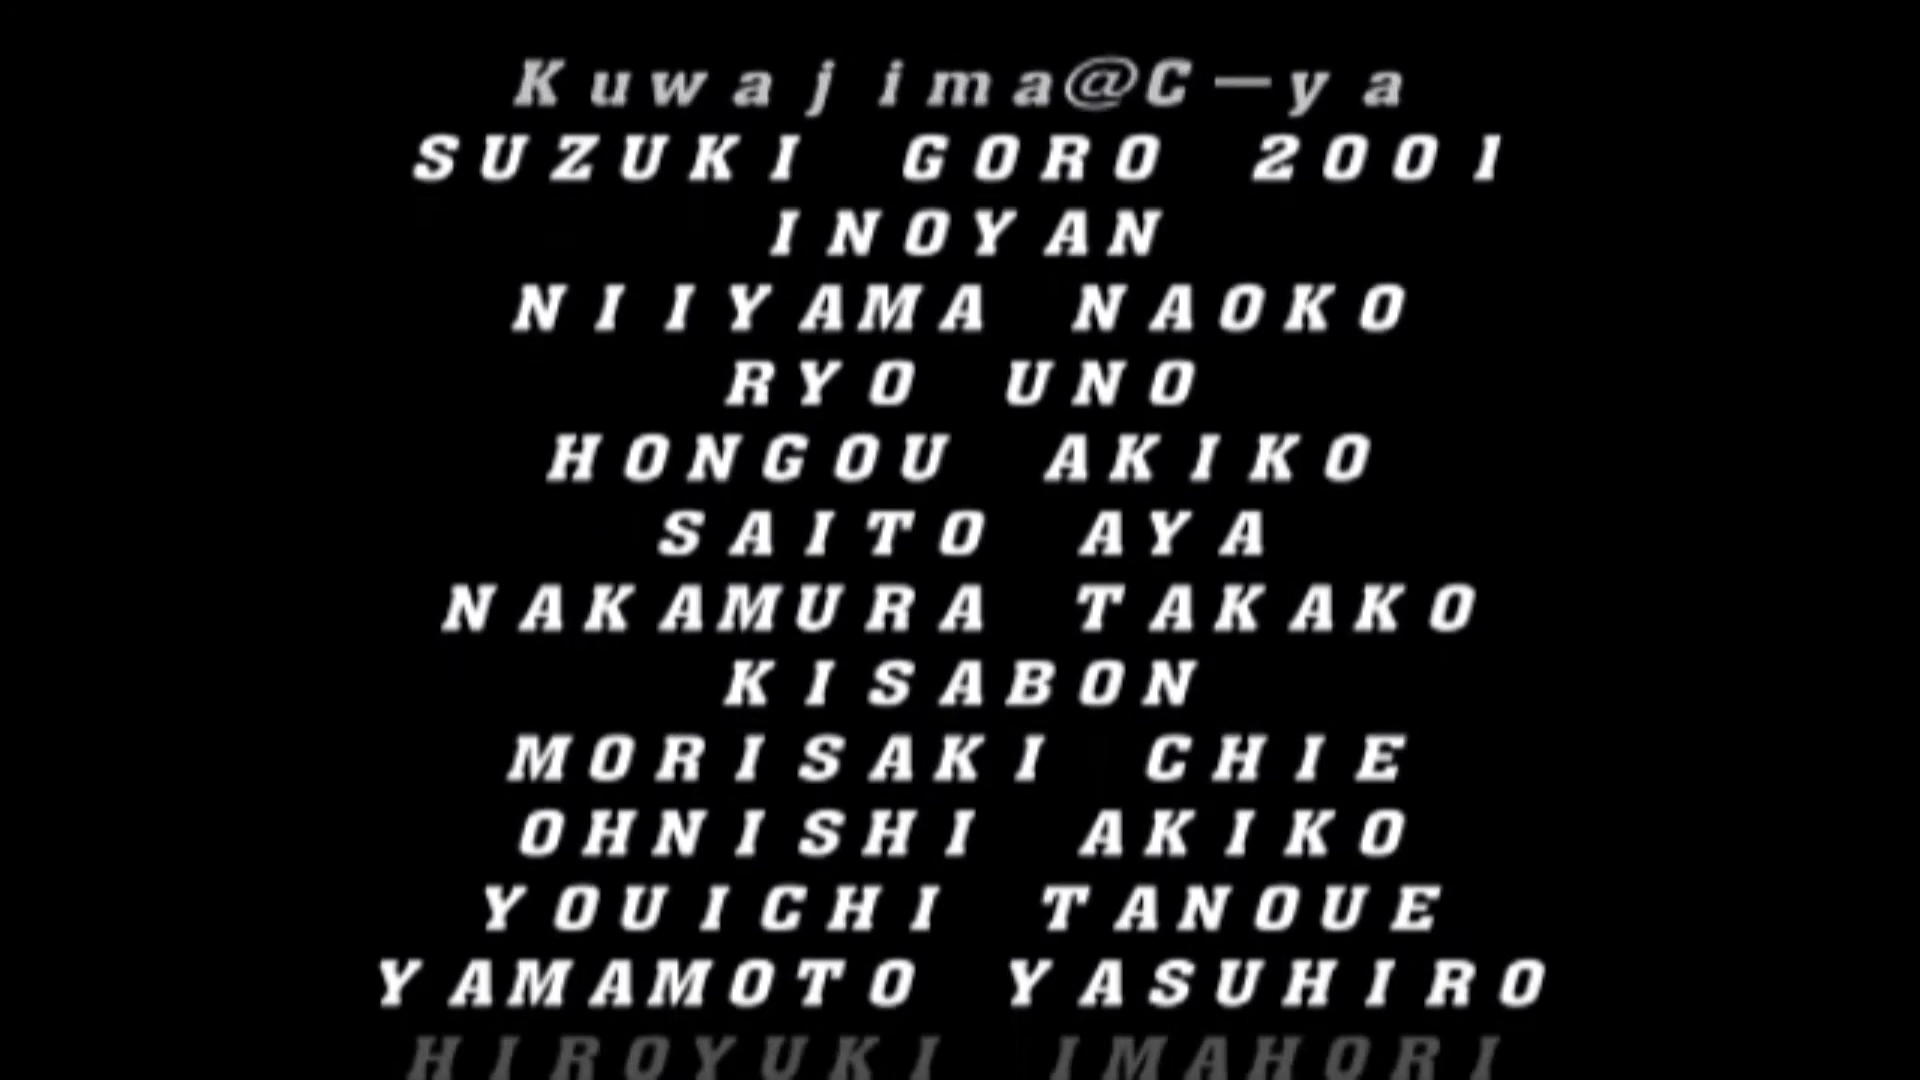 Kuwajima@C—ya
SUZUKI GORO 2001
INOYAN
NIIYAMA NAOKO
RYO UNO
HONGOU AKIKO
SAITO AYA
NAKAMURA TAKAKO
KISABON
MORISAKI CHIE
OHNISHI AKIKO
YOUICHI TANOUE
YAMAMOTO YASUHIRO
HIROYUKI IMAHORI